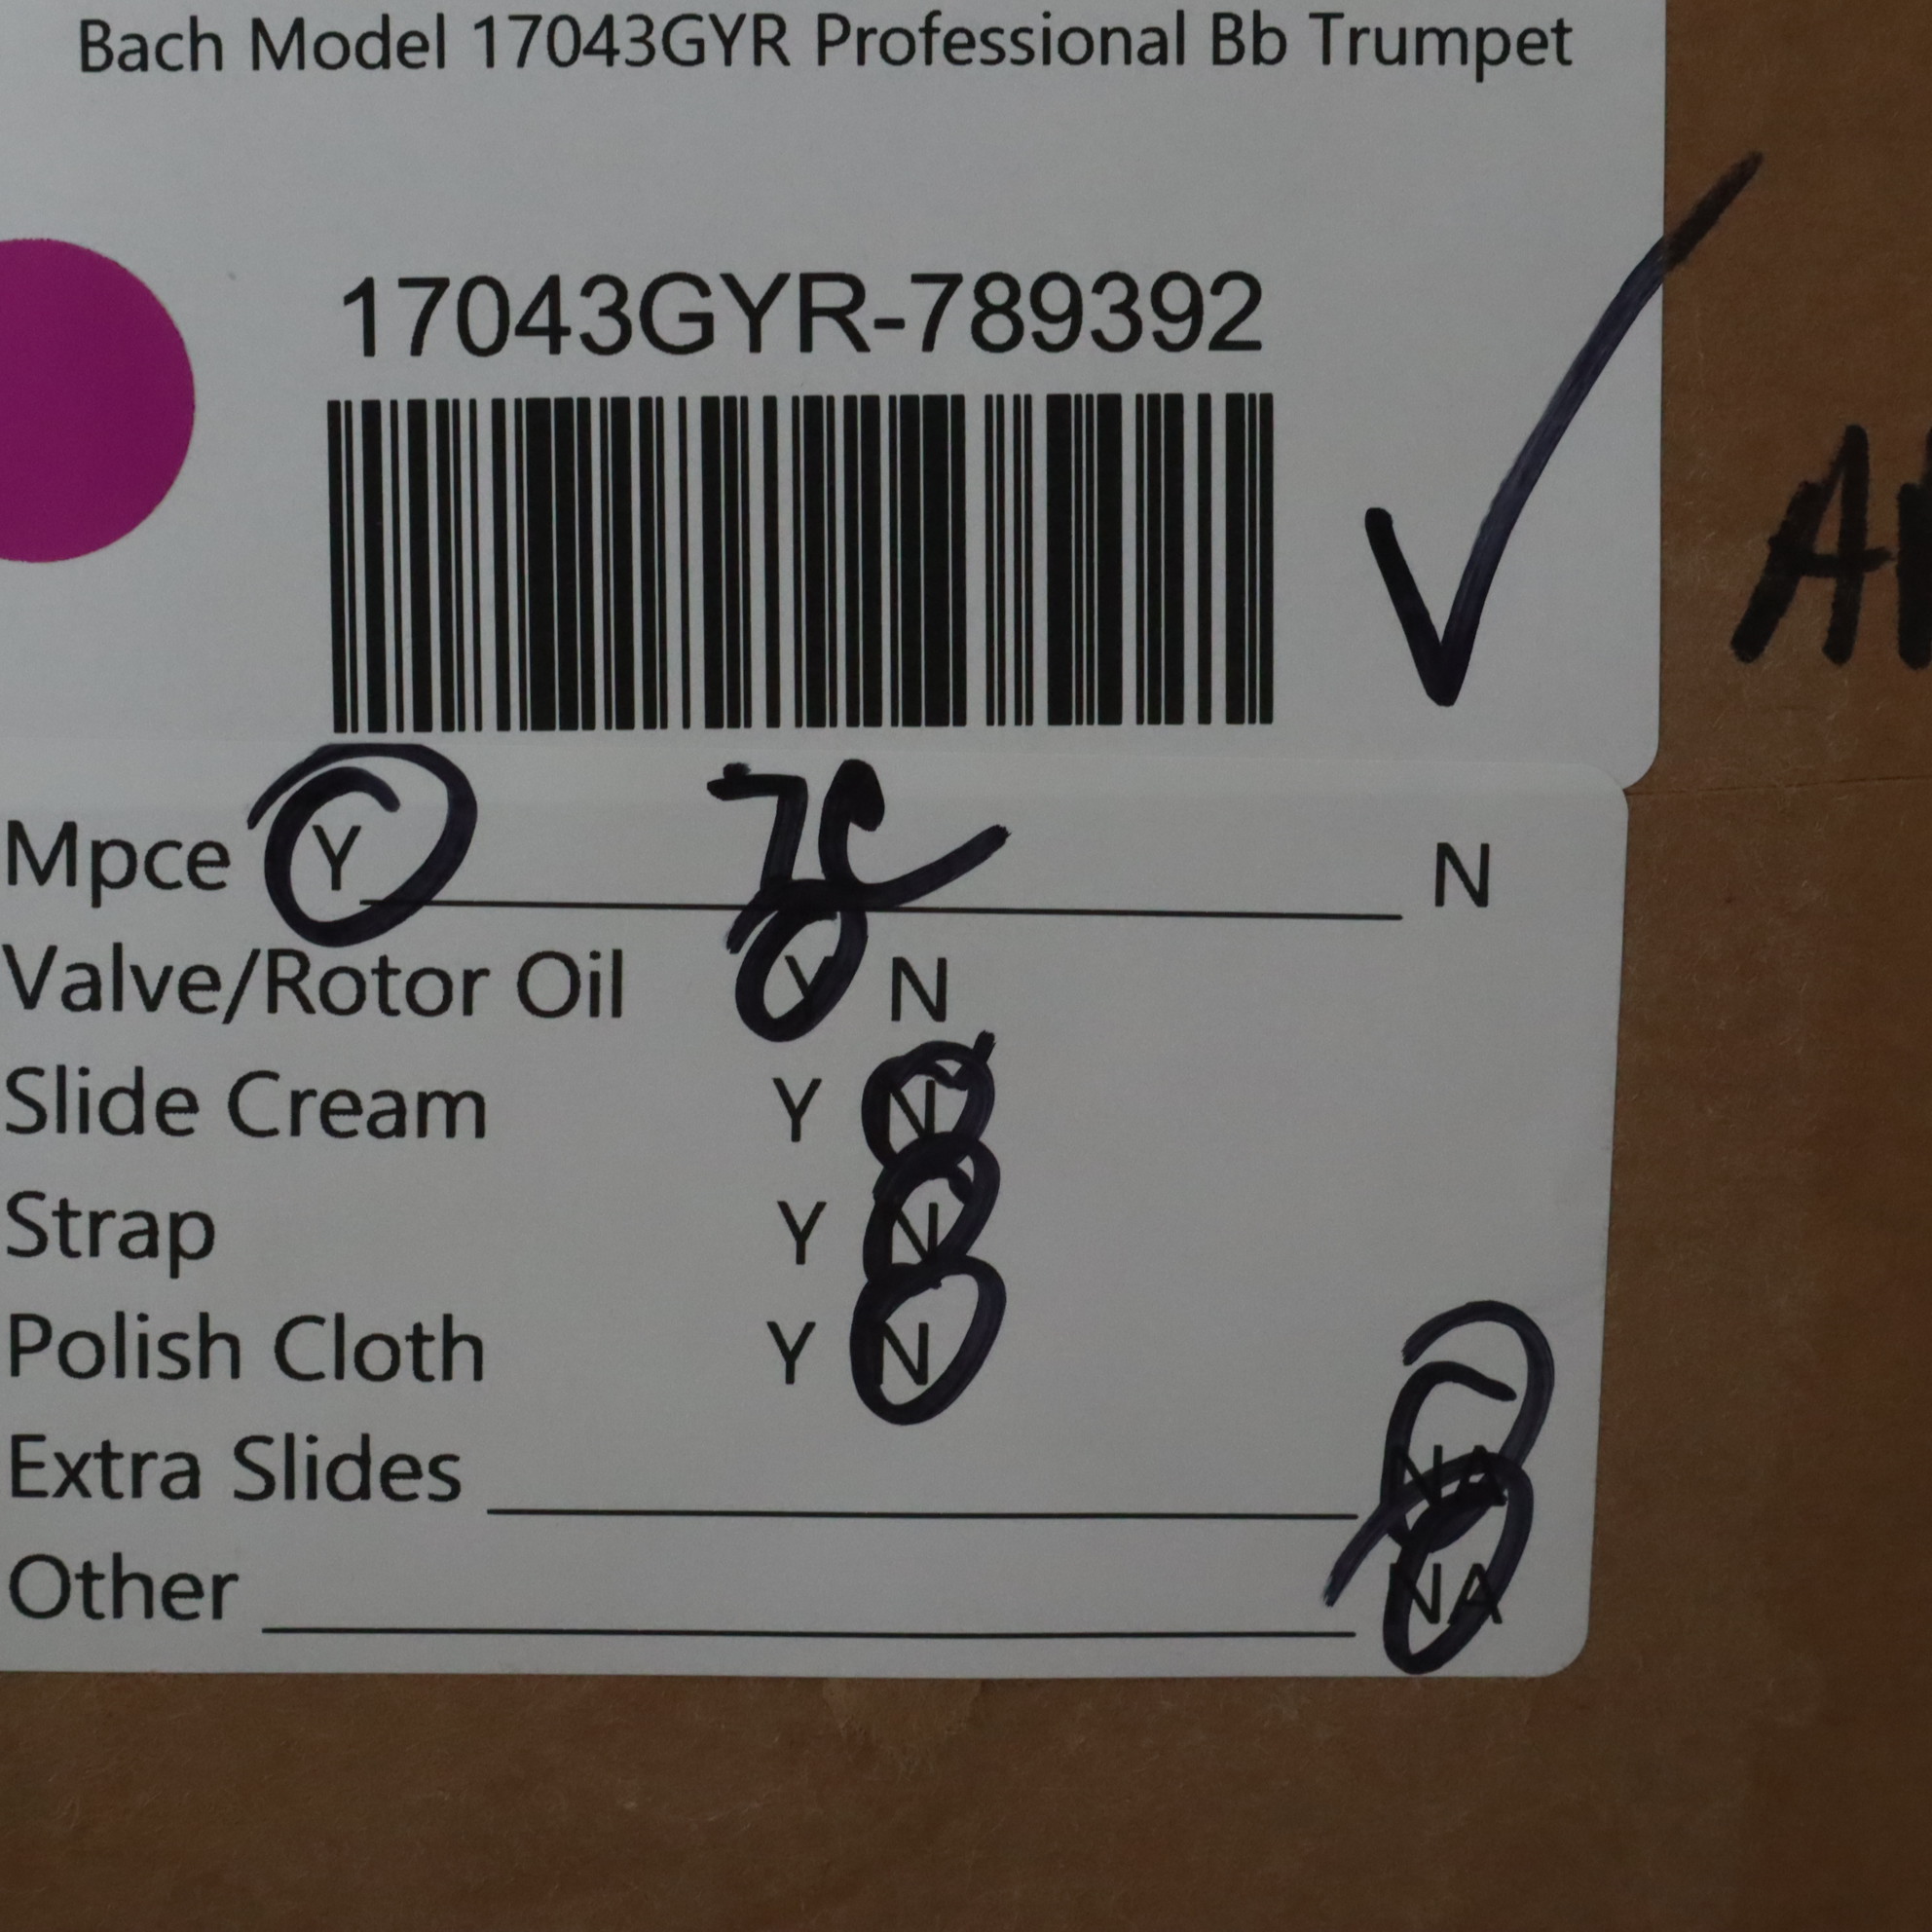 Bach Model 17043GYR Professional Bb Trumpet
17043GYR-789392
Mpce Y 7C N
Valve/Rotor Oil Y N
Slide Cream Y N
Strap Y N
Polish Cloth Y N
Extra Slides NA
Other NA